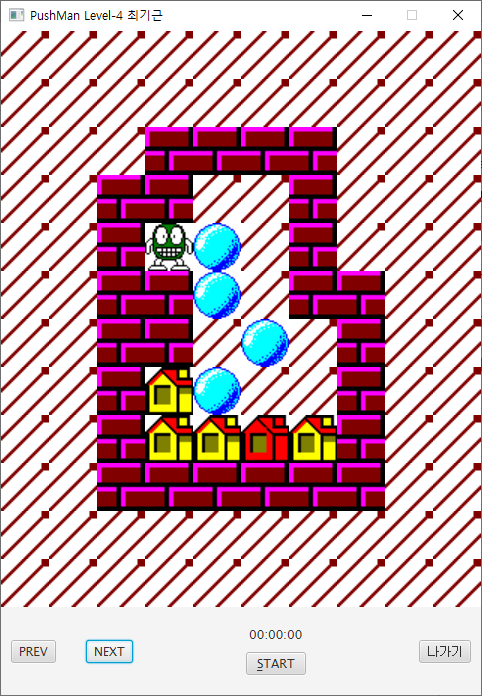 PushMan Level-4 최기근
00:00:00
PREV
NEXT
START
나가기